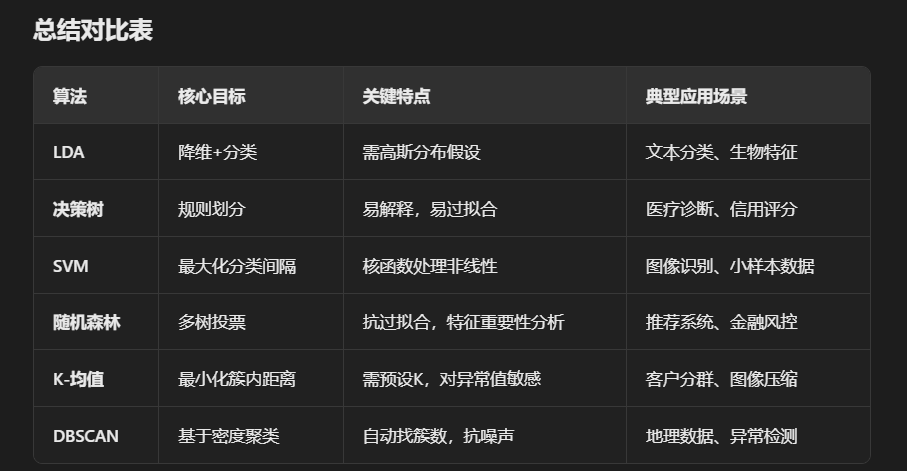 总结对比表
算法 核心目标 关键特点 典型应用场景
LDA 降维+分类 需高斯分布假设 文本分类、生物特征
决策树 规则划分 易解释，易过拟合 医疗诊断、信用评分
SVM 最大化分类间隔 核函数处理非线性 图像识别、小样本数据
随机森林 多树投票 抗过拟合，特征重要性分析 推荐系统、金融风控
K-均值 最小化簇内距离 需预设K，对异常值敏感 客户分群、图像压缩
DBSCAN 基于密度聚类 自动找簇数，抗噪声 地理数据、异常检测